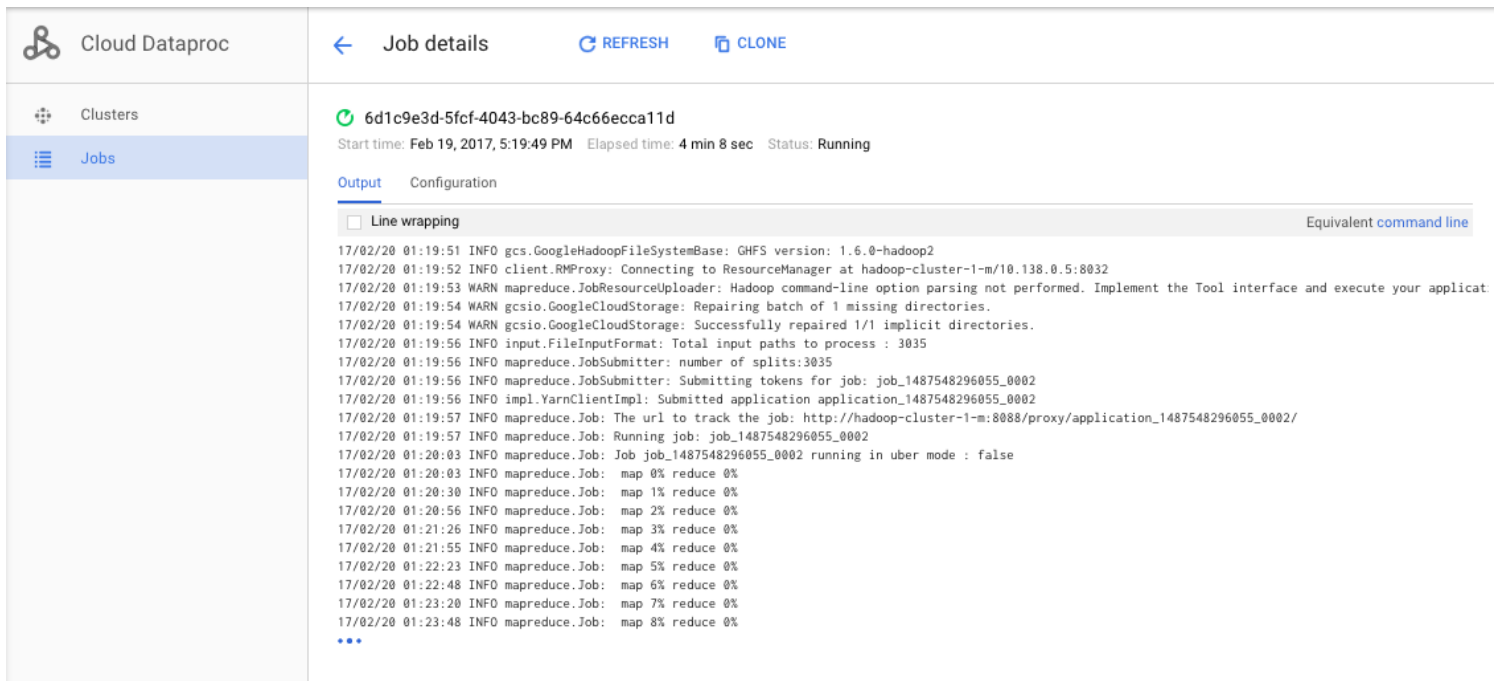 Cloud Dataproc
Job details
REFRESH
CLONE
Clusters
Jobs
6d1c9e3d-5fcf-4043-bc89-64c66ecca11d
Start time: Feb 19, 2017, 5:19:49 PM Elapsed time: 4 min 8 sec Status: Running
Output Configuration
Line wrapping
Equivalent command line
17/02/20 01:19:51 INFO gcs.GoogleHadoopFileSystemBase: GHFS version: 1.6.0-hadoop2
17/02/20 01:19:52 INFO client.RMProxy: Connecting to ResourceManager at hadoop-cluster-1-m/10.138.0.5:8032
17/02/20 01:19:53 WARN mapreduce.JobResourceUploader: Hadoop command-line option parsing not performed. Implement the Tool interface and execute your applicat
17/02/20 01:19:54 WARN gcsio.GoogleCloudStorage: Repairing batch of 1 missing directories.
17/02/20 01:19:54 WARN gcsio.GoogleCloudStorage: Successfully repaired 1/1 implicit directories.
17/02/20 01:19:56 INFO input.FileInputFormat: Total input paths to process : 3035
17/02/20 01:19:56 INFO mapreduce.JobSubmitter: number of splits:3035
17/02/20 01:19:56 INFO mapreduce.JobSubmitter: Submitting tokens for job: job_1487548296055_0002
17/02/20 01:19:56 INFO impl.YarnClientImpl: Submitted application application_1487548296055_0002
17/02/20 01:19:57 INFO mapreduce.Job: The url to track the job: http://hadoop-cluster-1-m:8088/proxy/application_1487548296055_0002/
17/02/20 01:19:57 INFO mapreduce.Job: Running job: job_1487548296055_0002
17/02/20 01:20:03 INFO mapreduce.Job: Job job_1487548296055_0002 running in uber mode : false
17/02/20 01:20:03 INFO mapreduce.Job:  map 0% reduce 0%
17/02/20 01:20:30 INFO mapreduce.Job:  map 1% reduce 0%
17/02/20 01:20:56 INFO mapreduce.Job:  map 2% reduce 0%
17/02/20 01:21:26 INFO mapreduce.Job:  map 3% reduce 0%
17/02/20 01:21:55 INFO mapreduce.Job:  map 4% reduce 0%
17/02/20 01:22:23 INFO mapreduce.Job:  map 5% reduce 0%
17/02/20 01:22:48 INFO mapreduce.Job:  map 6% reduce 0%
17/02/20 01:23:20 INFO mapreduce.Job:  map 7% reduce 0%
17/02/20 01:23:48 INFO mapreduce.Job:  map 8% reduce 0%